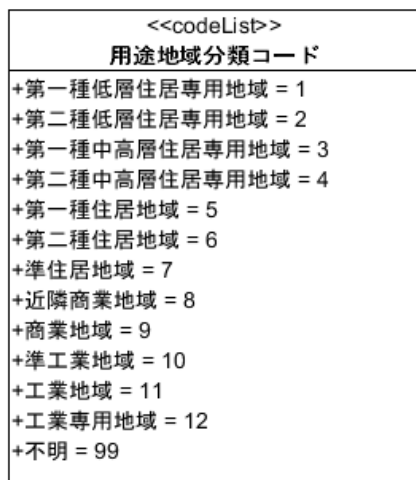 <<codeList>>
用途地域分類コード
+第一種低層住居専用地域 = 1
+第二種低層住居専用地域 = 2
+第一種中高層住居専用地域 = 3
+第二種中高層住居専用地域 = 4
+第一種住居地域 = 5
+第二種住居地域 = 6
+準住居地域 = 7
+近隣商業地域 = 8
+商業地域 = 9
+準工業地域 = 10
+工業地域 = 11
+工業専用地域 = 12
+不明 = 99